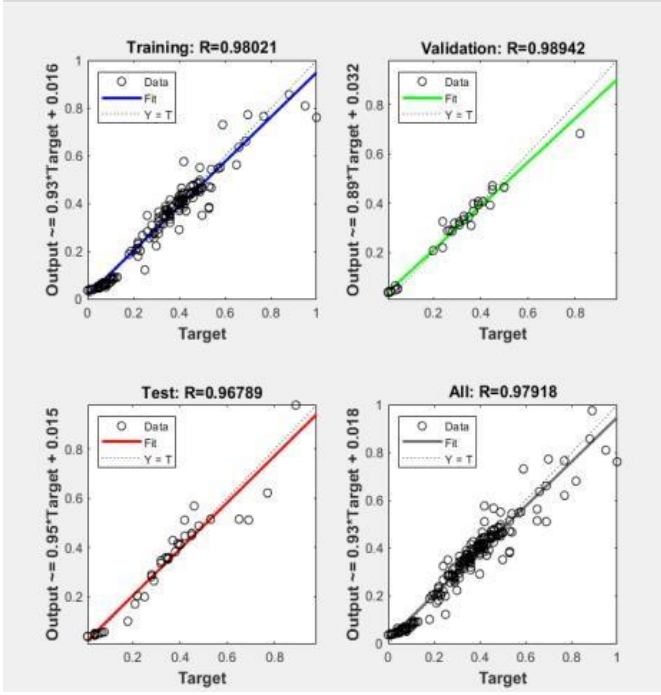 Training: R=0.98021
Output ~= 0.93*Target + 0.016
1
0.8
0.6
0.4
0.2
0
Data
Fit
Y = T
0 0.2 0.4 0.6 0.8 1
Target
Validation: R=0.98942
Output ~= 0.89*Target + 0.032
0.8
0.6
0.4
0.2
Data
Fit
Y = T
0.2 0.4 0.6 0.8
Target
Test: R=0.96789
Output ~= 0.95*Target + 0.015
0.8
0.6
0.4
0.2
Data
Fit
Y = T
0.2 0.4 0.6 0.8
Target
All: R=0.97918
Output ~= 0.93*Target + 0.018
1
0.8
0.6
0.4
0.2
0
Data
Fit
Y = T
0 0.2 0.4 0.6 0.8 1
Target